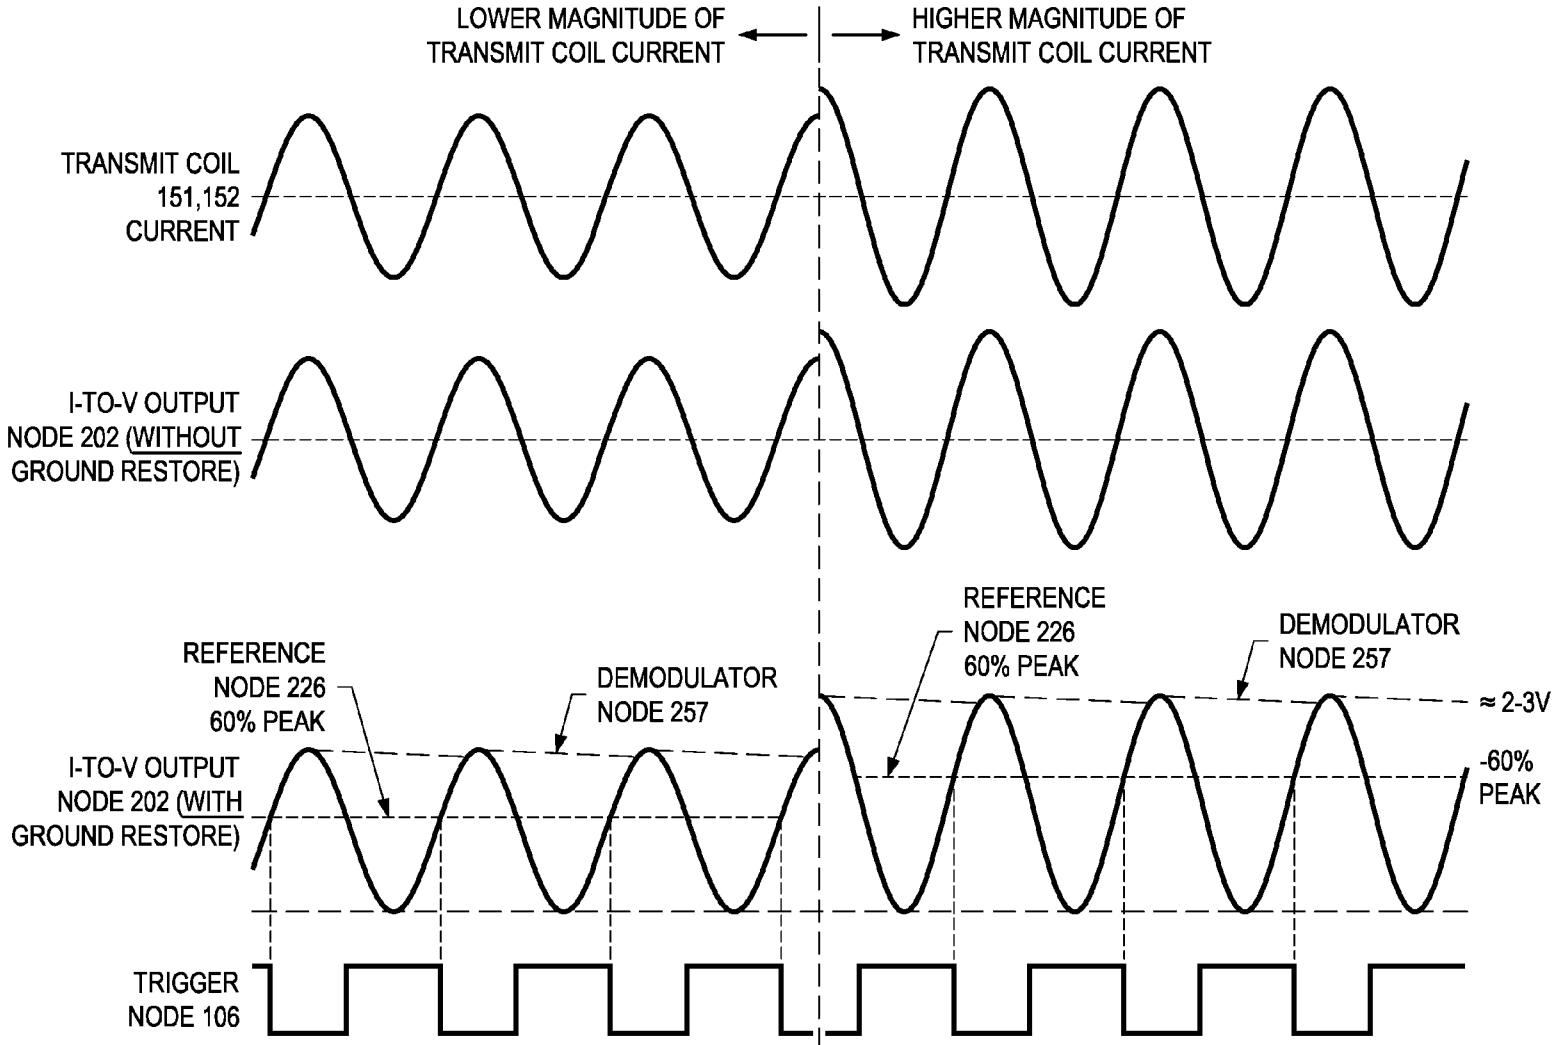 LOWER MAGNITUDE OF
TRANSMIT COIL CURRENT
HIGHER MAGNITUDE OF
TRANSMIT COIL CURRENT
TRANSMIT COIL
151,152
CURRENT
I-TO-V OUTPUT
NODE 202 (WITHOUT
GROUND RESTORE)
REFERENCE
NODE 226
60% PEAK
DEMODULATOR
NODE 257
REFERENCE
NODE 226
60% PEAK
DEMODULATOR
NODE 257
≈ 2-3V
-60%
PEAK
I-TO-V OUTPUT
NODE 202 (WITH
GROUND RESTORE)
TRIGGER
NODE 106